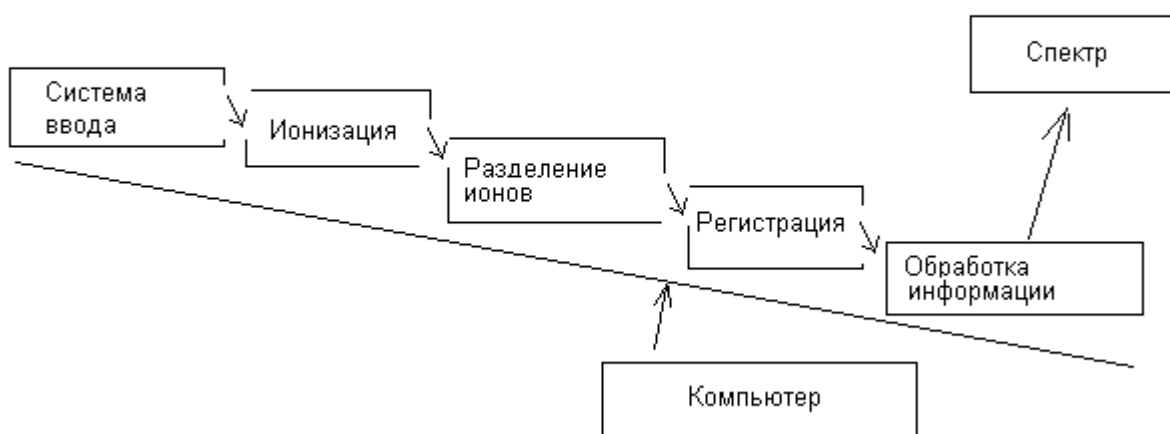 Спектр
Система
ввода
Ионизация
Разделение
ионов
Регистрация
Обработка
информации
Компьютер